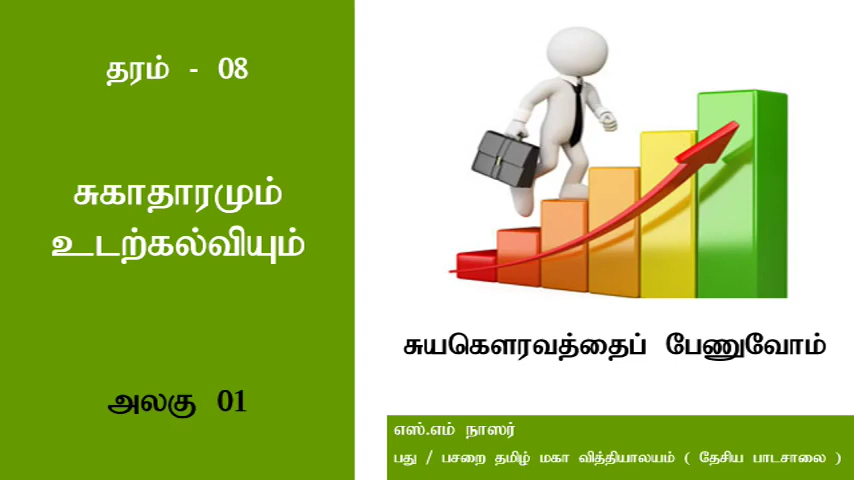 தரம் - 08
சுகாதாரமும்
உடற்கல்வியும்
அலகு 01
சுயகௌரவத்தைப் பேணுவோம்
எஸ்.எம் நாஸர்
பது / பசறை தமிழ் மகா வித்தியாலயம் ( தேசிய பாடசாலை )